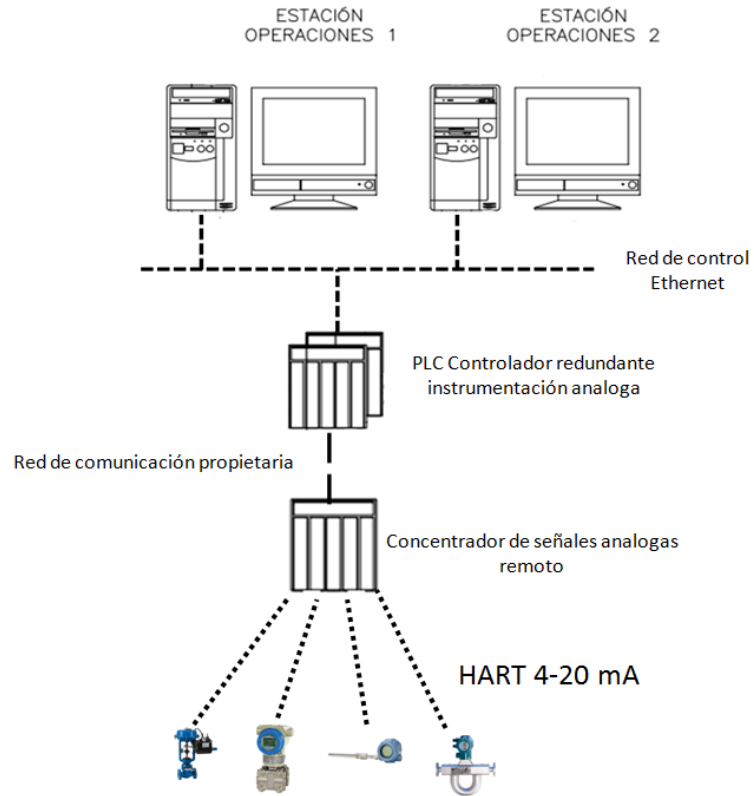 ESTACIÓN
OPERACIONES 1
ESTACIÓN
OPERACIONES 2
Red de control
Ethernet
PLC Controlador redundante
instrumentación analoga
Red de comunicación propietaria
Concentrador de señales analogas
remoto
HART 4-20 mA